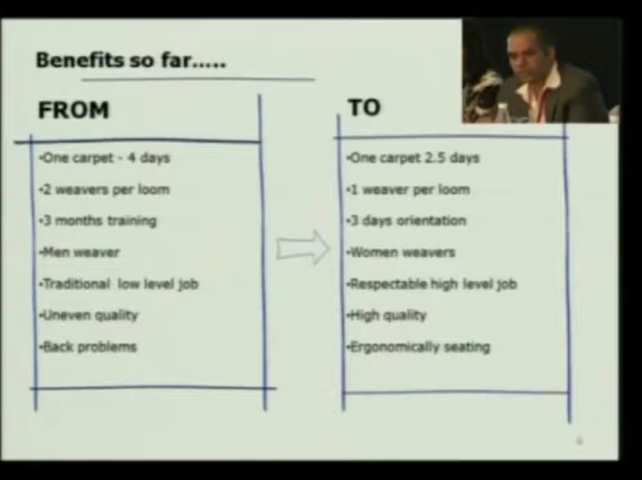 Benefits so far.....
FROM
•One carpet - 4 days
•2 weavers per loom
•3 months training
•Men weaver
•Traditional low level job
•Uneven quality
•Back problems
TO
•One carpet 2.5 days
•1 weaver per loom
•3 days orientation
•Women weavers
•Respectable high level job
•High quality
•Ergonomically seating